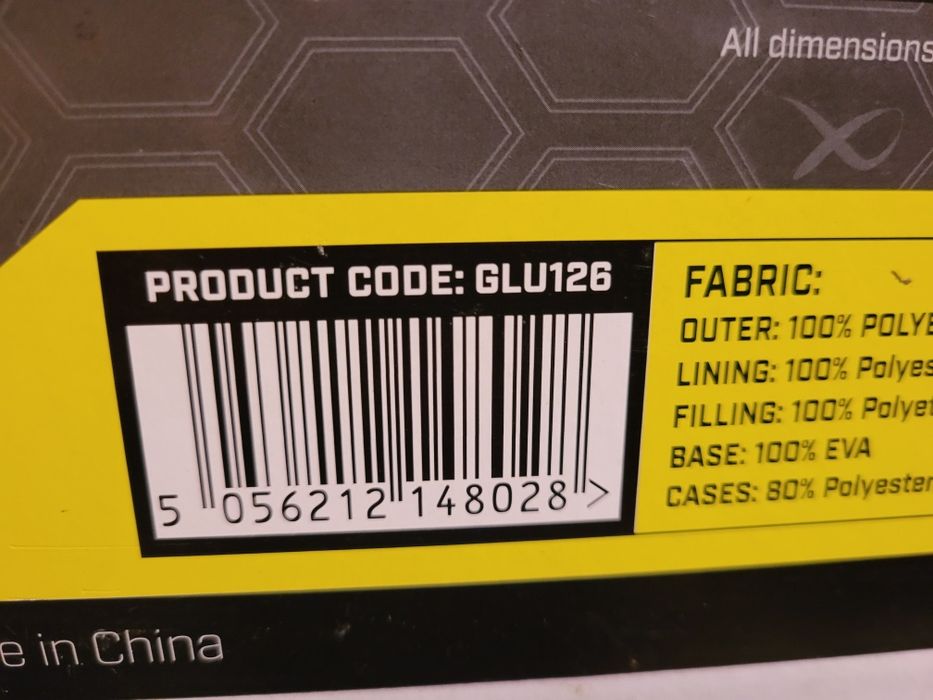 All dimensions
PRODUCT CODE: GLU126
5 056212 148028 >
FABRIC:
OUTER: 100% POLYE
LINING: 100% Polyes
FILLING: 100% Polyet
BASE: 100% EVA
CASES: 80% Polyester
e in China